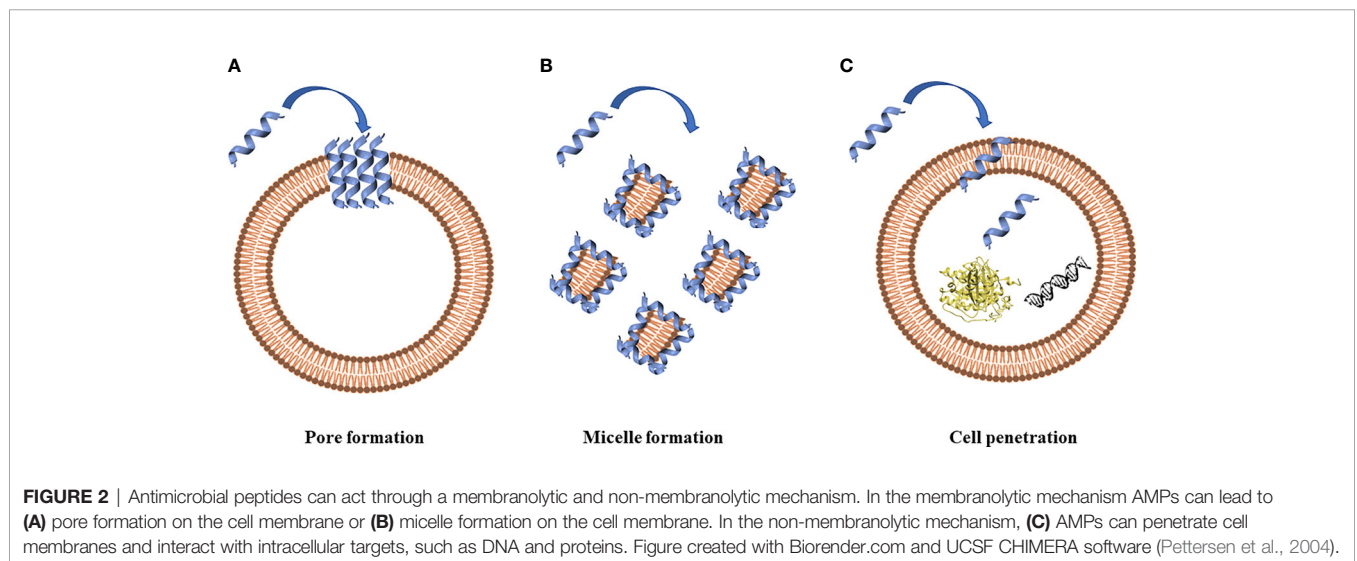 A
B
C
Pore formation
Micelle formation
Cell penetration
FIGURE 2 | Antimicrobial peptides can act through a membranolytic and non-membranolytic mechanism. In the membranolytic mechanism AMPs can lead to
(A) pore formation on the cell membrane or (B) micelle formation on the cell membrane. In the non-membranolytic mechanism, (C) AMPs can penetrate cell
membranes and interact with intracellular targets, such as DNA and proteins. Figure created with Biorender.com and UCSF CHIMERA software (Pettersen et al., 2004).